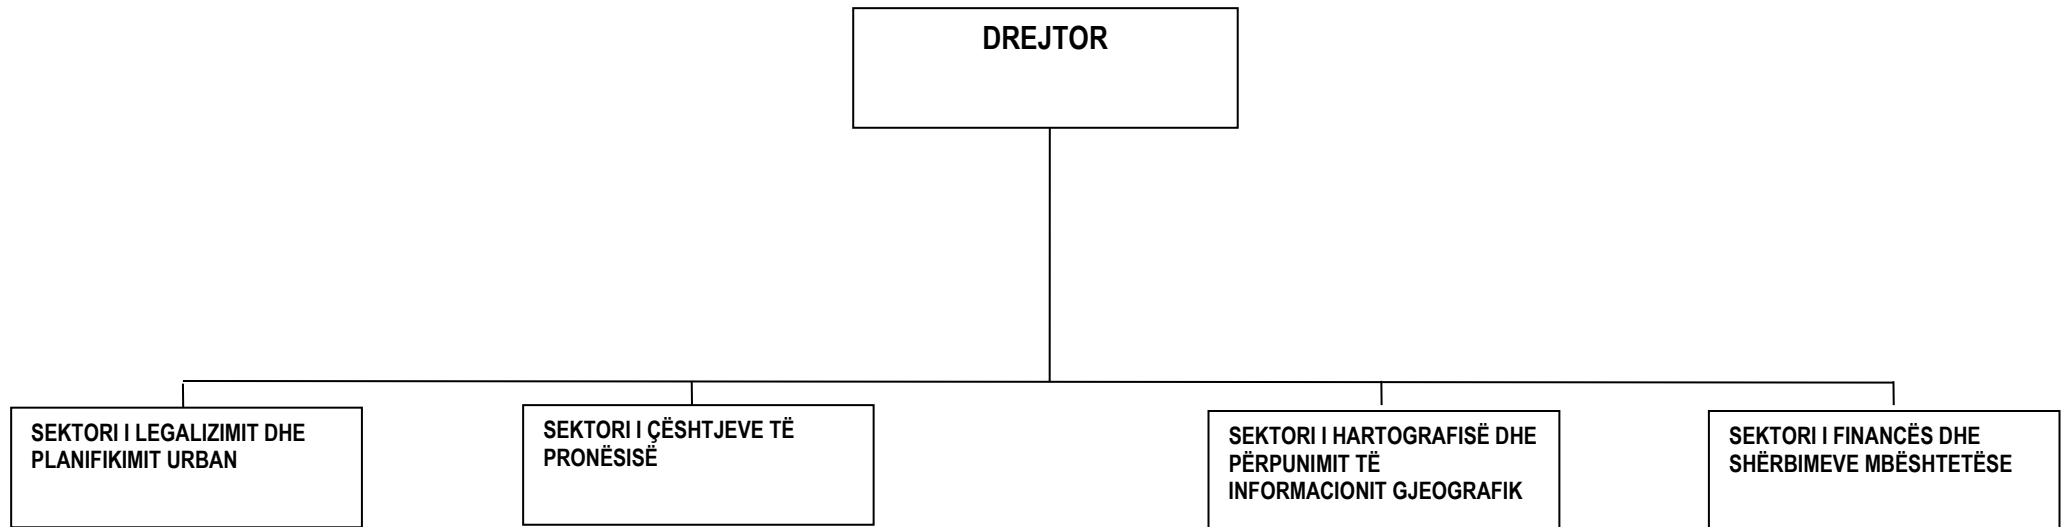 DREJTOR
SEKTORI I LEGALIZIMIT DHE
PLANIFIKIMIT URBAN
SEKTORI I ÇËSHTJEVE TË
PRONËSISË
SEKTORI I HARTOGRAFISË DHE
PËRPUNIMIT TË
INFORMACIONIT GJEOGRAFIK
SEKTORI I FINANCËS DHE
SHËRBIMEVE MBËSHTETËSE